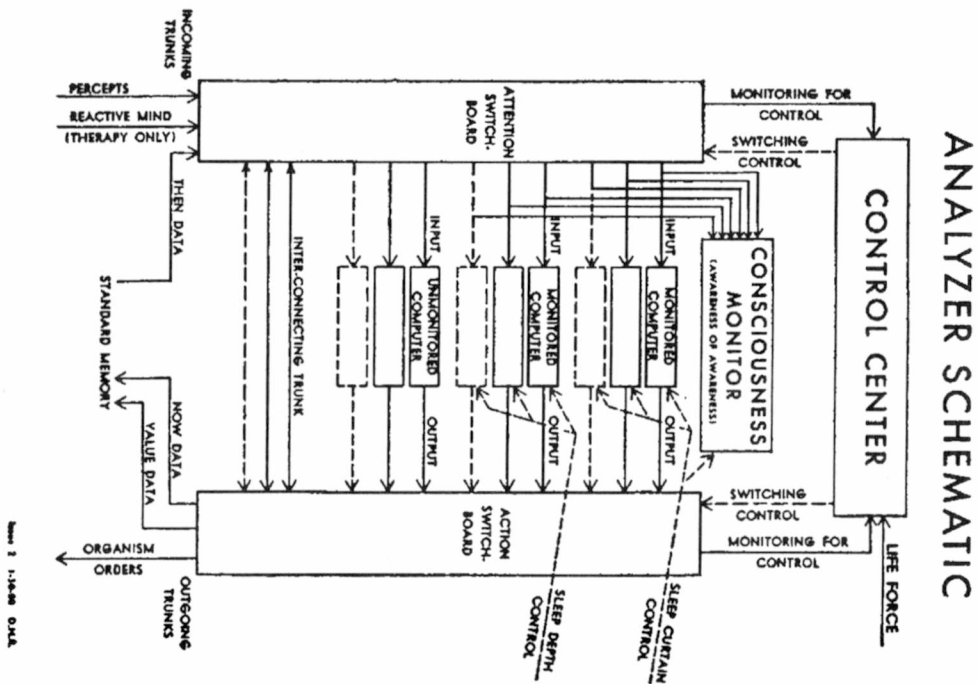 ANALYZER SCHEMATIC
LIFE FORCE
CONTROL CENTER
MONITORING FOR
CONTROL
SWITCHING
CONTROL
SWITCHING
CONTROL
MONITORING FOR
CONTROL
CONSCIOUSNESS
MONITOR
(AWARENESS OF AWARENESS)
SLEEP CURTAIN
CONTROL
SLEEP DEPTH
CONTROL
INCOMING
TRUNKS
PERCEPTS
REACTIVE MIND
(THERAPY ONLY)
ATTENTION
SWITCH-
BOARD
INPUT
MONITORED
COMPUTER
OUTPUT
INPUT
MONITORED
COMPUTER
OUTPUT
INPUT
UNMONITORED
COMPUTER
OUTPUT
INTER-CONNECTING TRUNK
ACTION
SWITCH-
BOARD
THEN DATA
STANDARD
MEMORY
NOW DATA
VALUE DATA
ORGANISM
ORDERS
OUTGOING
TRUNKS
Issue 2